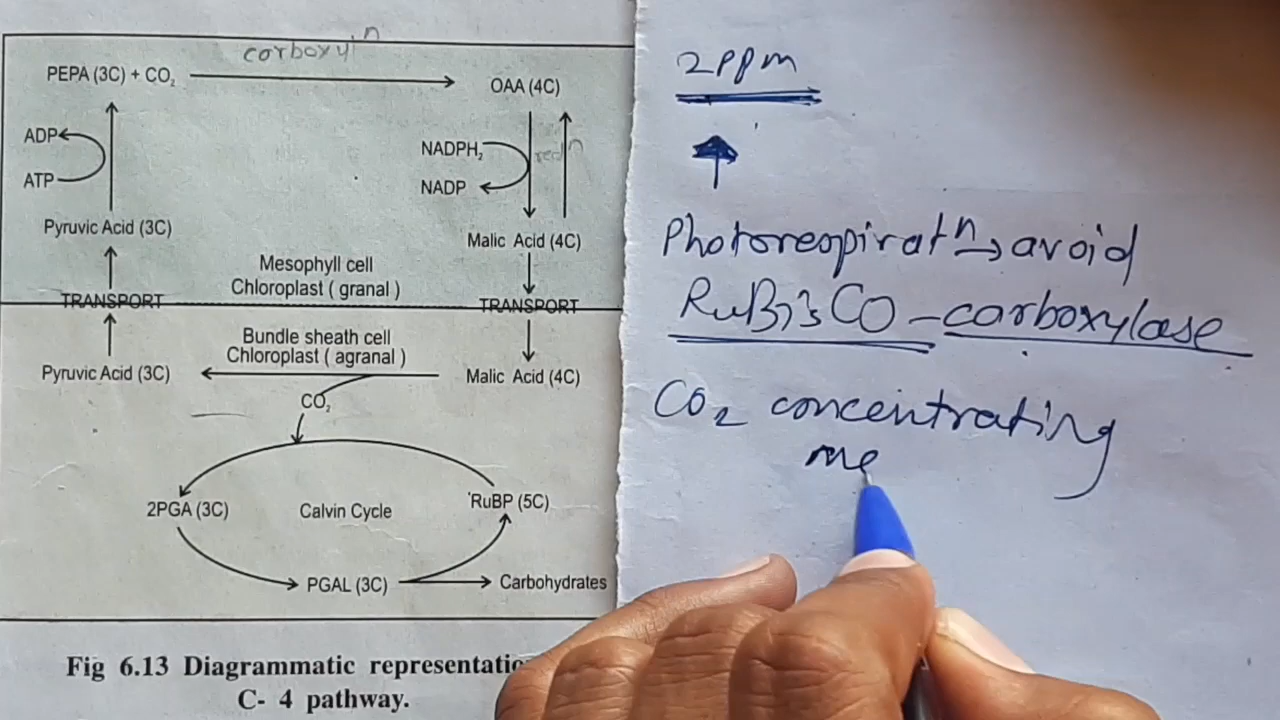 carboxylⁿ
PEPA (3C) + CO₂
OAA (4C)
ADP
ATP
NADPH₂
NADP
redⁿ
Pyruvic Acid (3C)
Malic Acid (4C)
Mesophyll cell
Chloroplast ( granal )
TRANSPORT
TRANSPORT
Bundle sheath cell
Chloroplast ( agranal )
Pyruvic Acid (3C)
Malic Acid (4C)
CO₂
2PGA (3C)
Calvin Cycle
'RuBP (5C)
PGAL (3C)
Carbohydrates
Fig 6.13 Diagrammatic
C- 4 pathway.
2ppm
Photorespiratⁿ → avoid
RuBisCO - carboxylase
CO₂ concentrating
me